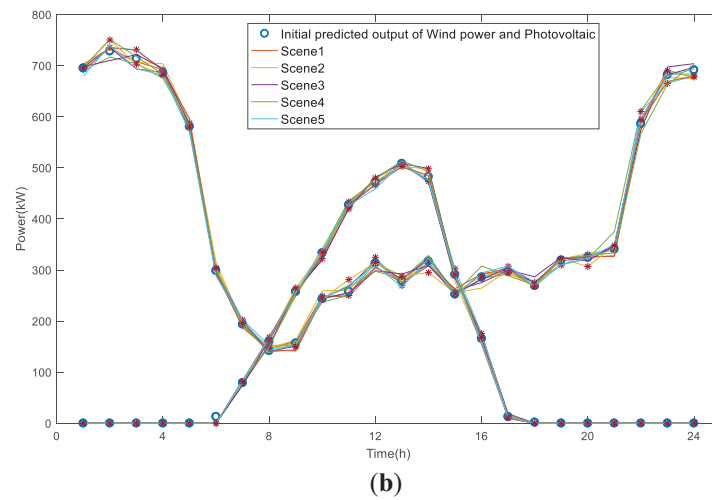 800
700
600
500
400
300
200
100
0
Power(kW)
Initial predicted output of Wind power and Photovoltaic
Scene1
Scene2
Scene3
Scene4
Scene5
0 4 8 12 16 20 24
Time(h)
(b)